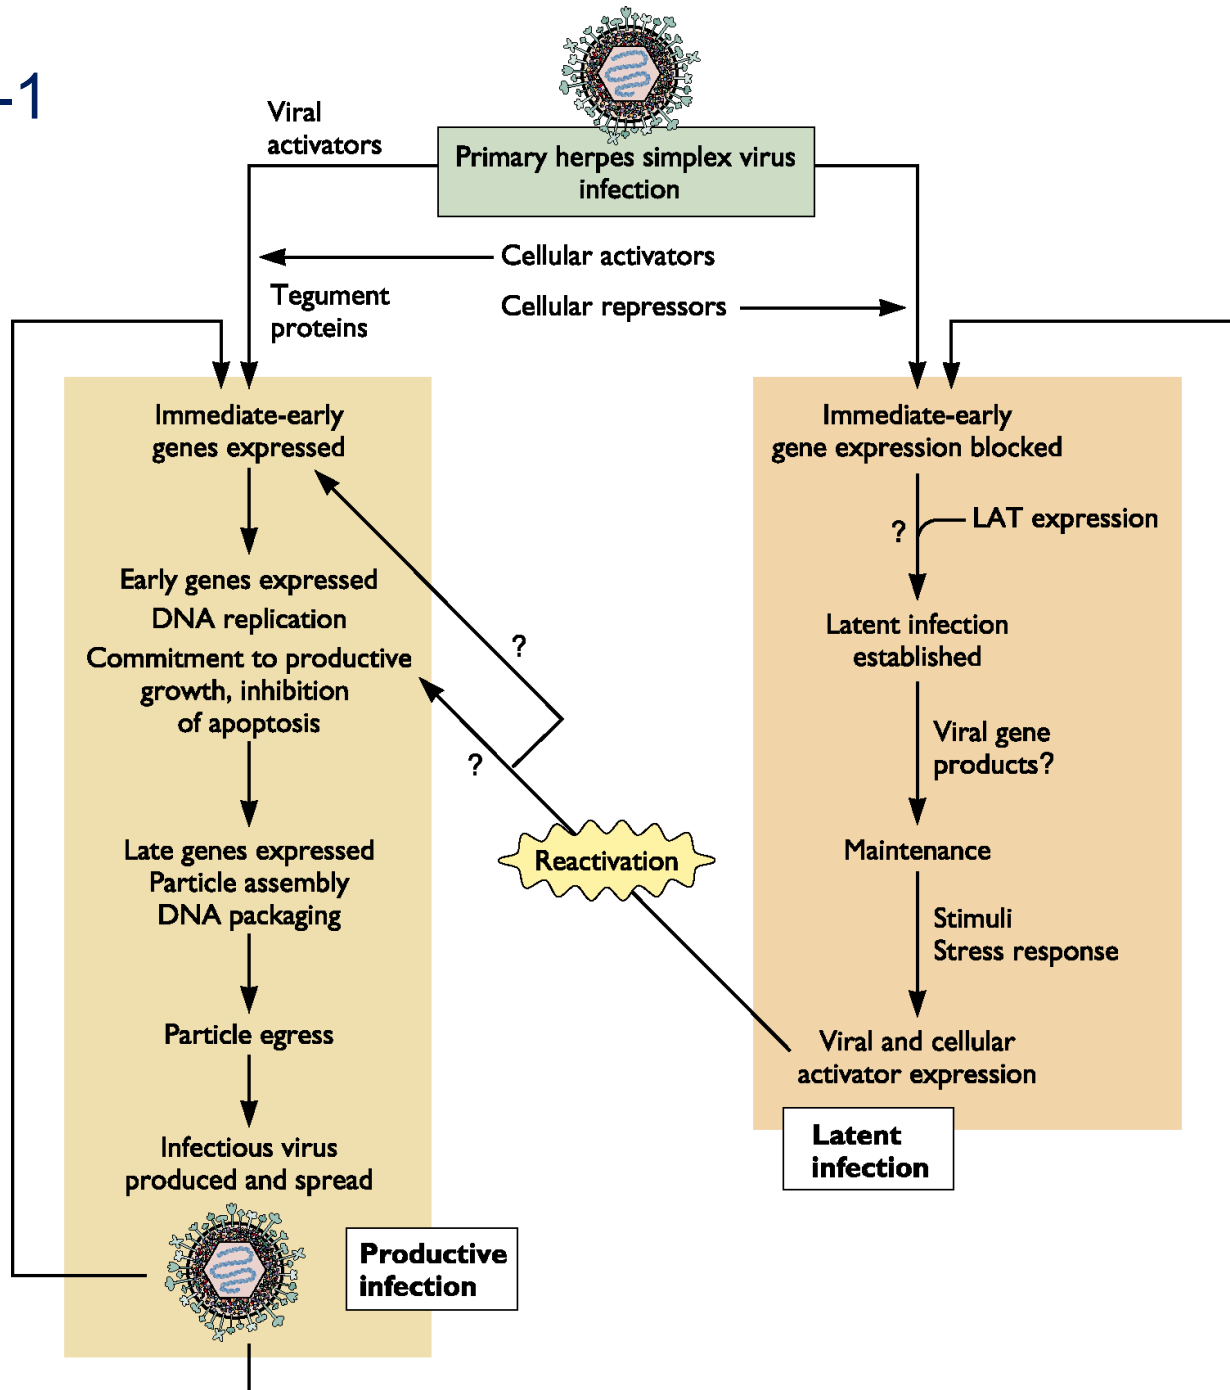 -1
Viral
activators
Primary herpes simplex virus
infection
Cellular activators
Tegument
proteins
Cellular repressors
Immediate-early
genes expressed
Early genes expressed
DNA replication
Commitment to productive
growth, inhibition
of apoptosis
Late genes expressed
Particle assembly
DNA packaging
Particle egress
Infectious virus
produced and spread
Productive
infection
?
?
Reactivation
Immediate-early
gene expression blocked
?
LAT expression
Latent infection
established
Viral gene
products?
Maintenance
Stimuli
Stress response
Viral and cellular
activator expression
Latent
infection